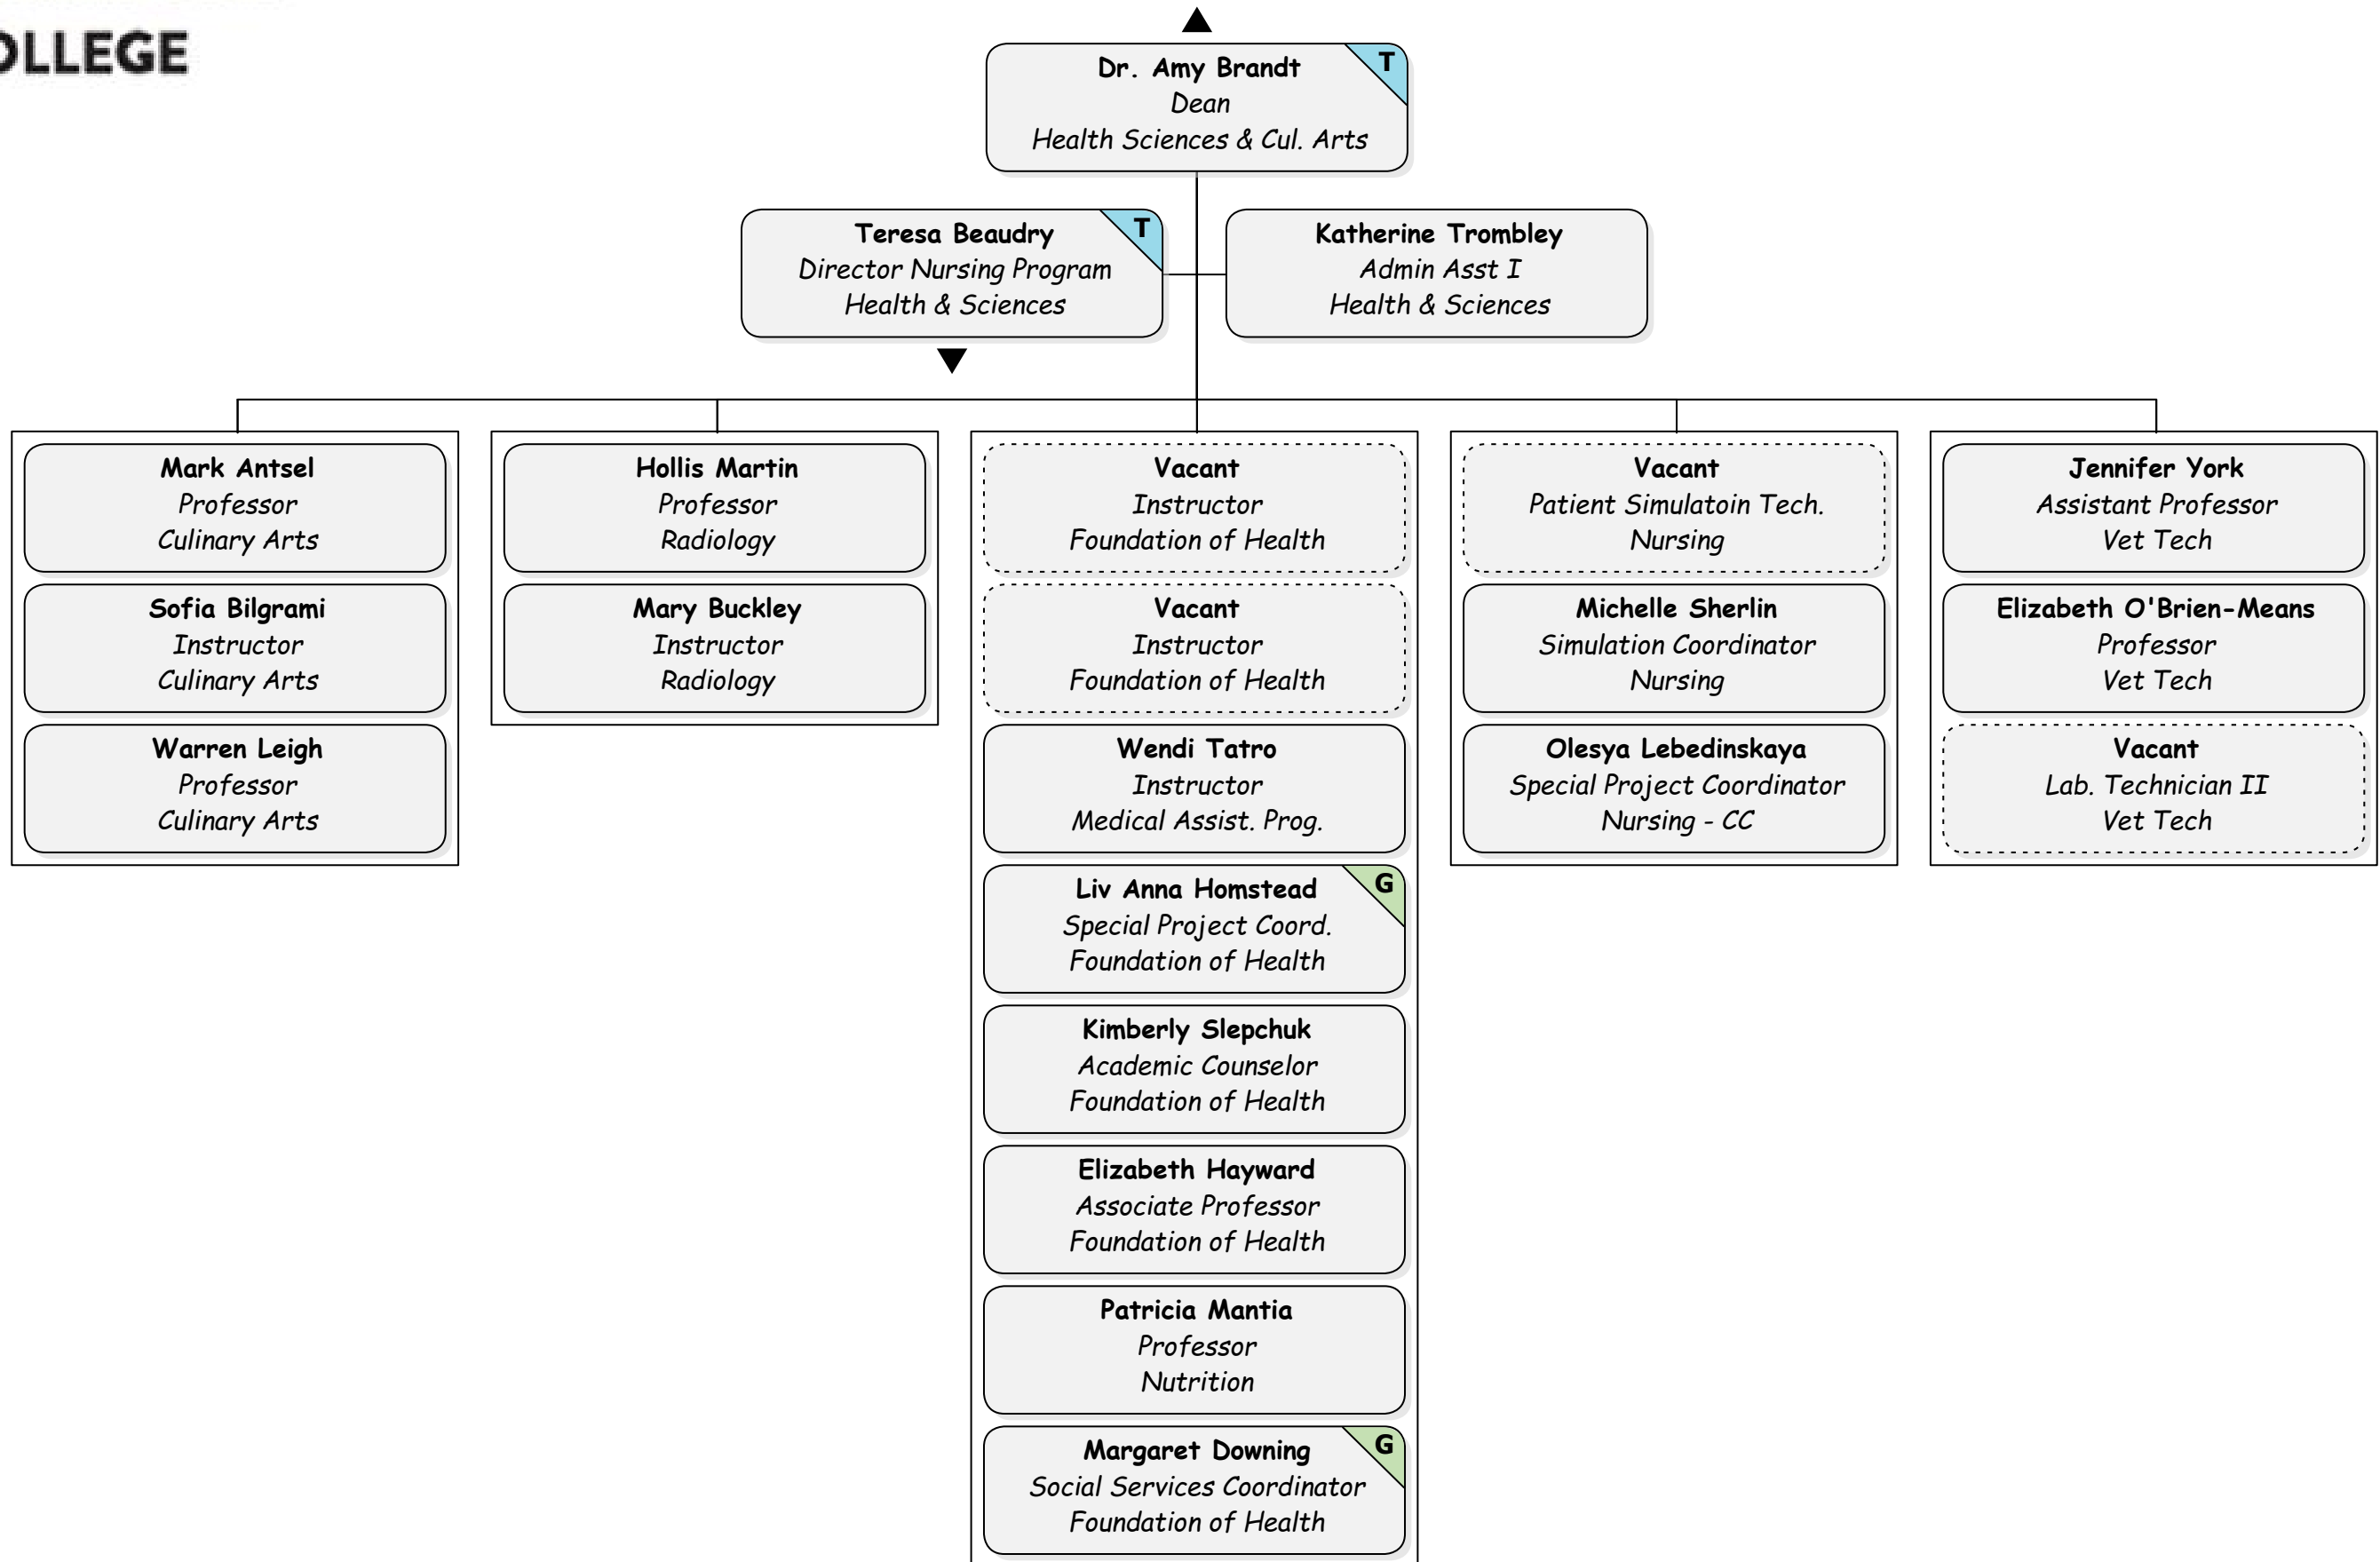 OLLEGE
Dr. Amy Brandt
T
Dean
Health Sciences & Cul. Arts
Teresa Beaudry
T
Director Nursing Program
Health & Sciences
Katherine Trombley
Admin Asst I
Health & Sciences
Mark Antsel
Professor
Culinary Arts
Sofia Bilgrami
Instructor
Culinary Arts
Warren Leigh
Professor
Culinary Arts
Hollis Martin
Professor
Radiology
Mary Buckley
Instructor
Radiology
Vacant
Instructor
Foundation of Health
Vacant
Instructor
Foundation of Health
Wendi Tatro
Instructor
Medical Assist. Prog.
Liv Anna Homstead
G
Special Project Coord.
Foundation of Health
Kimberly Slepchuk
Academic Counselor
Foundation of Health
Elizabeth Hayward
Associate Professor
Foundation of Health
Patricia Mantia
Professor
Nutrition
Margaret Downing
G
Social Services Coordinator
Foundation of Health
Vacant
Patient Simulatoin Tech.
Nursing
Michelle Sherlin
Simulation Coordinator
Nursing
Olesya Lebedinskaya
Special Project Coordinator
Nursing - CC
Jennifer York
Assistant Professor
Vet Tech
Elizabeth O'Brien-Means
Professor
Vet Tech
Vacant
Lab. Technician II
Vet Tech